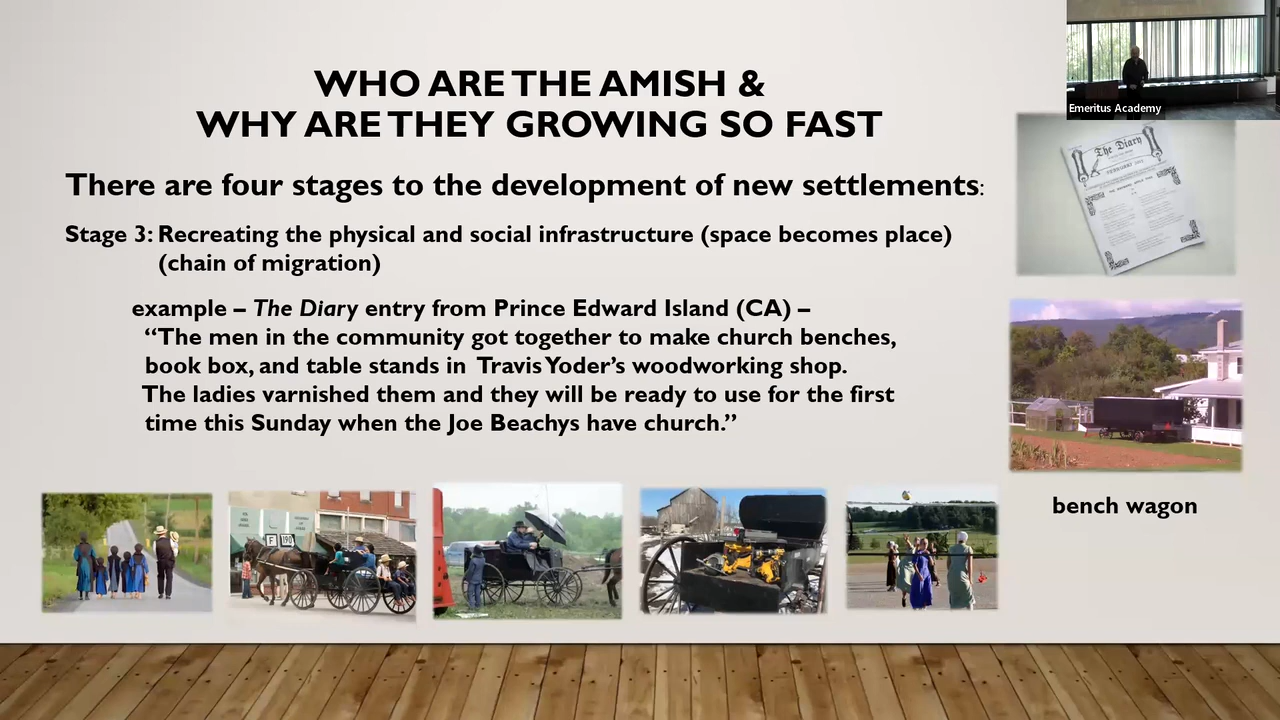 WHO ARE THE AMISH &
WHY ARE THEY GROWING SO FAST
There are four stages to the development of new settlements:
Stage 3: Recreating the physical and social infrastructure (space becomes place)
(chain of migration)
example – The Diary entry from Prince Edward Island (CA) –
“The men in the community got together to make church benches,
book box, and table stands in Travis Yoder’s woodworking shop.
The ladies varnished them and they will be ready to use for the first
time this Sunday when the Joe Beachys have church.”
Emeritus Academy
The Diary
bench wagon
F 190